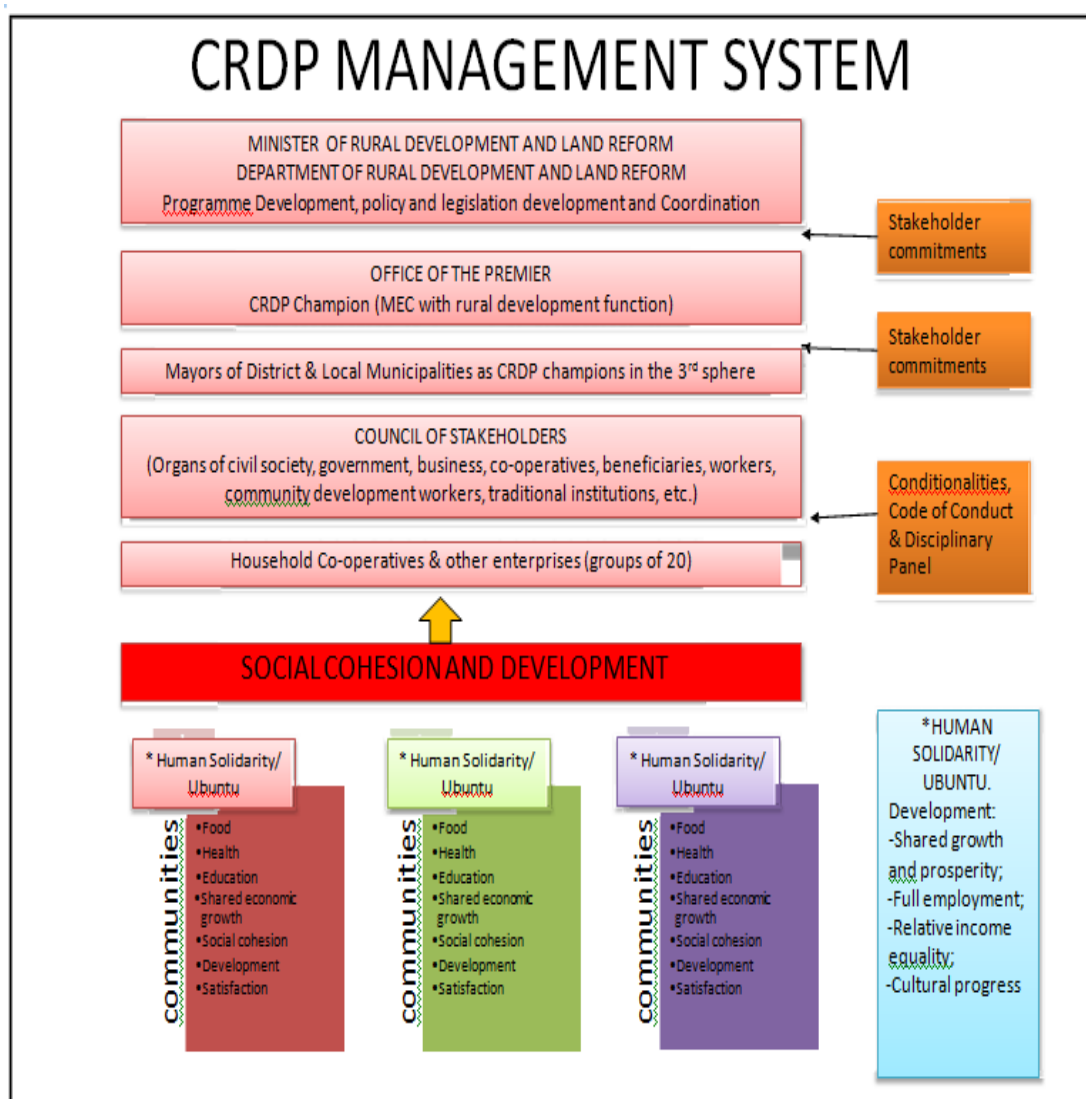 CRDP MANAGEMENT SYSTEM
MINISTER OF RURAL DEVELOPMENT AND LAND REFORM
DEPARTMENT OF RURAL DEVELOPMENT AND LAND REFORM
Programme Development, policy and legislation development and Coordination
Stakeholder
commitments
OFFICE OF THE PREMIER
CRDP Champion (MEC with rural development function)
Stakeholder
commitments
Mayors of District & Local Municipalities as CRDP champions in the 3rd sphere
COUNCIL OF STAKEHOLDERS
(Organs of civil society, government, business, co-operatives, beneficiaries, workers,
community development workers, traditional institutions, etc.)
Conditionalities,
Code of Conduct
& Disciplinary
Panel
Household Co-operatives & other enterprises (groups of 20)
SOCIAL COHESION AND DEVELOPMENT
* Human Solidarity/
Ubuntu
communities
•Food
•Health
•Education
•Shared economic
growth
•Social cohesion
•Development
•Satisfaction
* Human Solidarity/
Ubuntu
communities
•Food
•Health
•Education
•Shared economic
growth
•Social cohesion
•Development
•Satisfaction
* Human Solidarity/
Ubuntu
communities
•Food
•Health
•Education
•Shared economic
growth
•Social cohesion
•Development
•Satisfaction
*HUMAN
SOLIDARITY/
UBUNTU.
Development:
-Shared growth
and prosperity;
-Full employment;
-Relative income
equality;
-Cultural progress